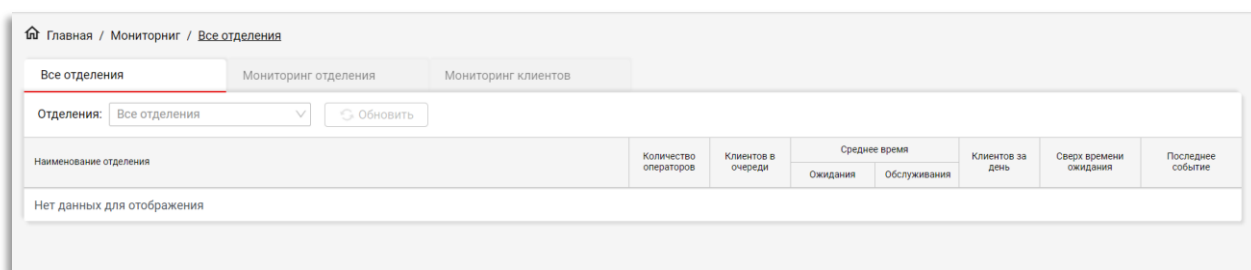 Главная / Мониторниг / Все отделения
Все отделения Мониторинг отделения Мониторинг клиентов
Отделения: Все отделения Обновить
Наименование отделения Количество операторов Клиентов в очереди Среднее время Ожидания Обслуживания Клиентов за день Сверх времени ожидания Последнее событие
Нет данных для отображения